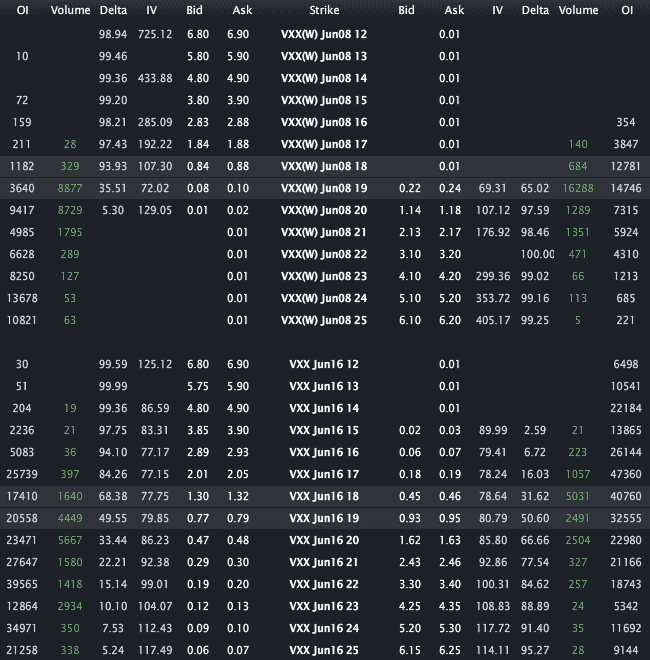 OI Volume Delta IV Bid Ask Strike Bid Ask IV Delta Volume OI
98.94 725.12 6.80 6.90 VXX(W) Jun08 12 0.01
10 99.46 5.80 5.90 VXX(W) Jun08 13 0.01
99.36 433.88 4.80 4.90 VXX(W) Jun08 14 0.01
72 99.20 3.80 3.90 VXX(W) Jun08 15 0.01
159 98.21 285.09 2.83 2.88 VXX(W) Jun08 16 0.01 354
211 28 97.43 192.22 1.84 1.88 VXX(W) Jun08 17 0.01 140 3847
1182 329 93.93 107.30 0.84 0.88 VXX(W) Jun08 18 0.01 684 12781
3640 8877 35.51 72.02 0.08 0.10 VXX(W) Jun08 19 0.22 0.24 69.31 65.02 16288 14746
9417 8729 5.30 129.05 0.01 0.02 VXX(W) Jun08 20 1.14 1.18 107.12 97.59 1289 7315
4985 1795 0.01 VXX(W) Jun08 21 2.13 2.17 176.92 98.46 1351 5924
6628 289 0.01 VXX(W) Jun08 22 3.10 3.20 100.00 471 4310
8250 127 0.01 VXX(W) Jun08 23 4.10 4.20 299.36 99.02 66 1213
13678 53 0.01 VXX(W) Jun08 24 5.10 5.20 353.72 99.16 113 685
10821 63 0.01 VXX(W) Jun08 25 6.10 6.20 405.17 99.25 5 221
30 99.59 125.12 6.80 6.90 VXX Jun16 12 0.01 6498
51 99.99 5.75 5.90 VXX Jun16 13 0.01 10541
204 19 99.36 86.59 4.80 4.90 VXX Jun16 14 0.01 22184
2236 21 97.75 83.31 3.85 3.90 VXX Jun16 15 0.02 0.03 89.99 2.59 21 13865
5083 36 94.10 77.17 2.89 2.93 VXX Jun16 16 0.06 0.07 79.41 6.72 223 26144
25739 397 84.26 77.15 2.01 2.05 VXX Jun16 17 0.18 0.19 78.24 16.03 1057 47360
17410 1640 68.38 77.75 1.30 1.32 VXX Jun16 18 0.45 0.46 78.64 31.62 5031 40760
20558 4449 49.55 79.85 0.77 0.79 VXX Jun16 19 0.93 0.95 80.79 50.60 2491 32555
23471 5667 33.44 86.23 0.47 0.48 VXX Jun16 20 1.62 1.63 85.80 66.66 2504 22980
27647 1580 22.21 92.38 0.29 0.30 VXX Jun16 21 2.43 2.46 92.86 77.54 327 21166
39565 1418 15.14 99.01 0.19 0.20 VXX Jun16 22 3.30 3.40 100.31 84.62 257 18743
12864 2934 10.10 104.07 0.12 0.13 VXX Jun16 23 4.25 4.35 108.83 88.89 24 5342
34971 350 7.53 112.43 0.09 0.10 VXX Jun16 24 5.20 5.30 117.72 91.40 35 11692
21258 338 5.24 117.49 0.06 0.07 VXX Jun16 25 6.15 6.25 114.11 95.27 28 9144